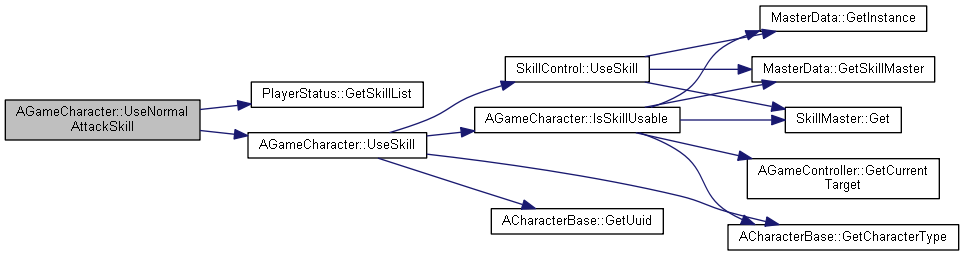 AGameCharacter::UseNormal
AttackSkill
PlayerStatus::GetSkillList
AGameCharacter::UseSkill
SkillControl::UseSkill
AGameCharacter::IsSkillUsable
ACharacterBase::GetUuid
MasterData::GetInstance
MasterData::GetSkillMaster
SkillMaster::Get
AGameController::GetCurrent
Target
ACharacterBase::GetCharacterType